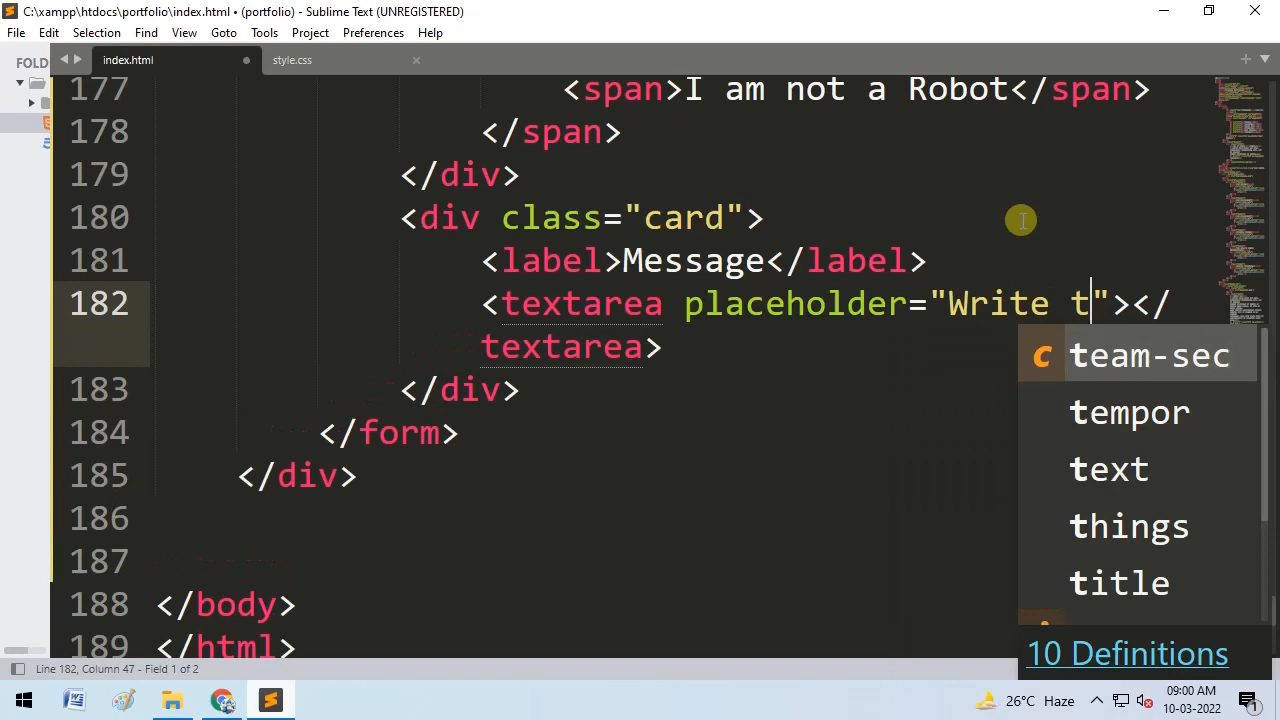 C:\xampp\htdocs\portfolio\index.html • (portfolio) - Sublime Text (UNREGISTERED)
File Edit Selection Find View Goto Tools Project Preferences Help
FOLD
index.html
style.css
177 <span>I am not a Robot</span>
178 </span>
179 </div>
180 <div class="card">
181 <label>Message</label>
182 <textarea placeholder="Write t"></
textarea>
183 </div>
184 </form>
185 </div>
186
187
188 </body>
189 </html>
c team-sec
tempor
text
things
title
10 Definitions
Line 182, Column 47 - Field 1 of 2
26°C Haze
09:00 AM
10-03-2022
1